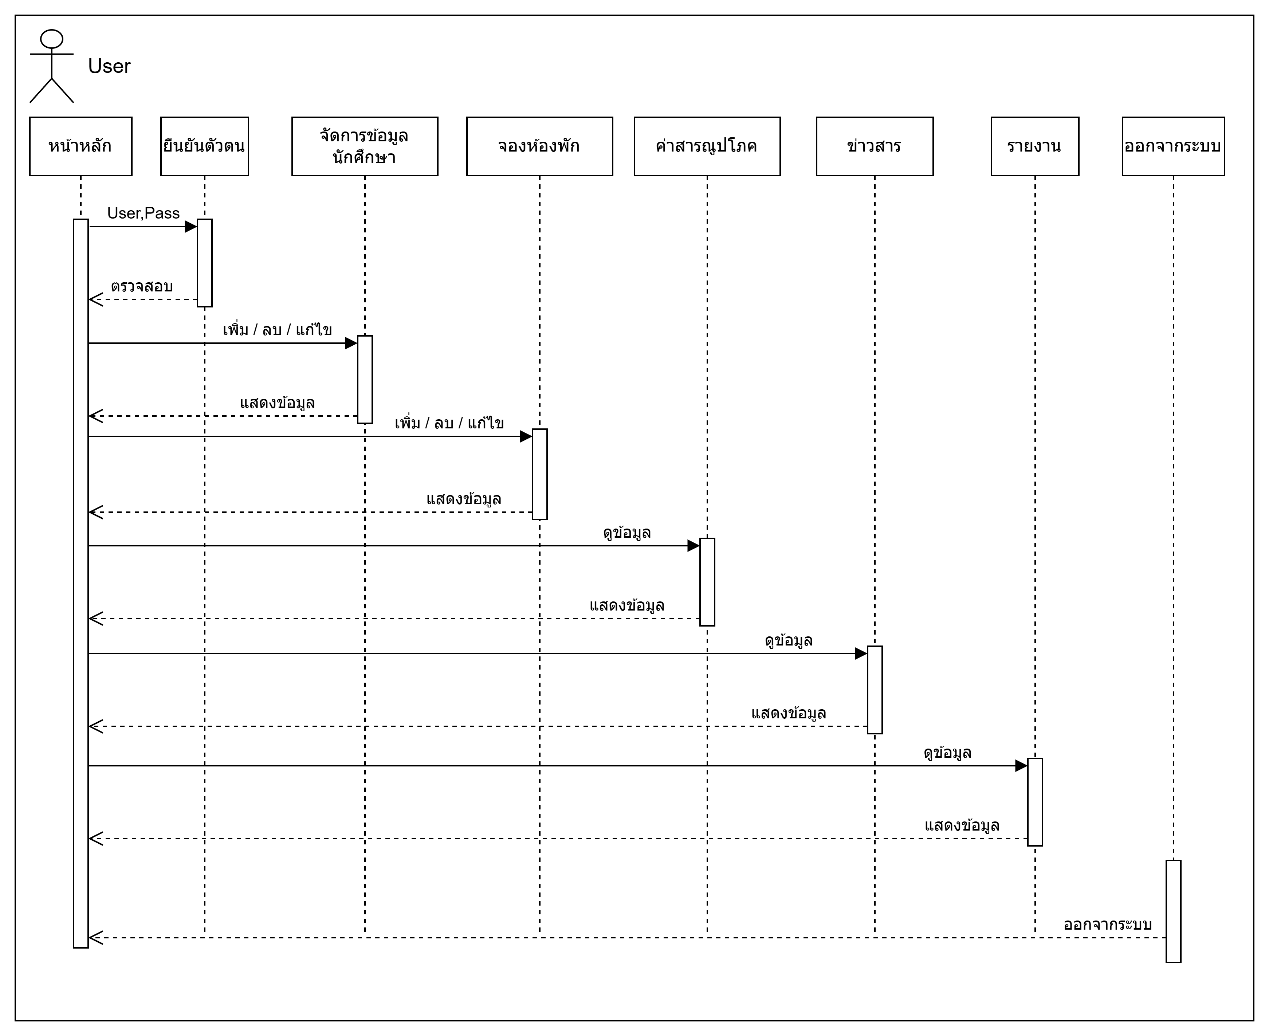 User
หน้าหลัก
ยืนยันตัวตน
จัดการข้อมูล
นักศึกษา
จองห้องพัก
ค่าสารณูปโภค
ข่าวสาร
รายงาน
ออกจากระบบ
User,Pass
ตรวจสอบ
เพิ่ม / ลบ / แก้ไข
แสดงข้อมูล
เพิ่ม / ลบ / แก้ไข
แสดงข้อมูล
ดูข้อมูล
แสดงข้อมูล
ดูข้อมูล
แสดงข้อมูล
ดูข้อมูล
แสดงข้อมูล
ออกจากระบบ